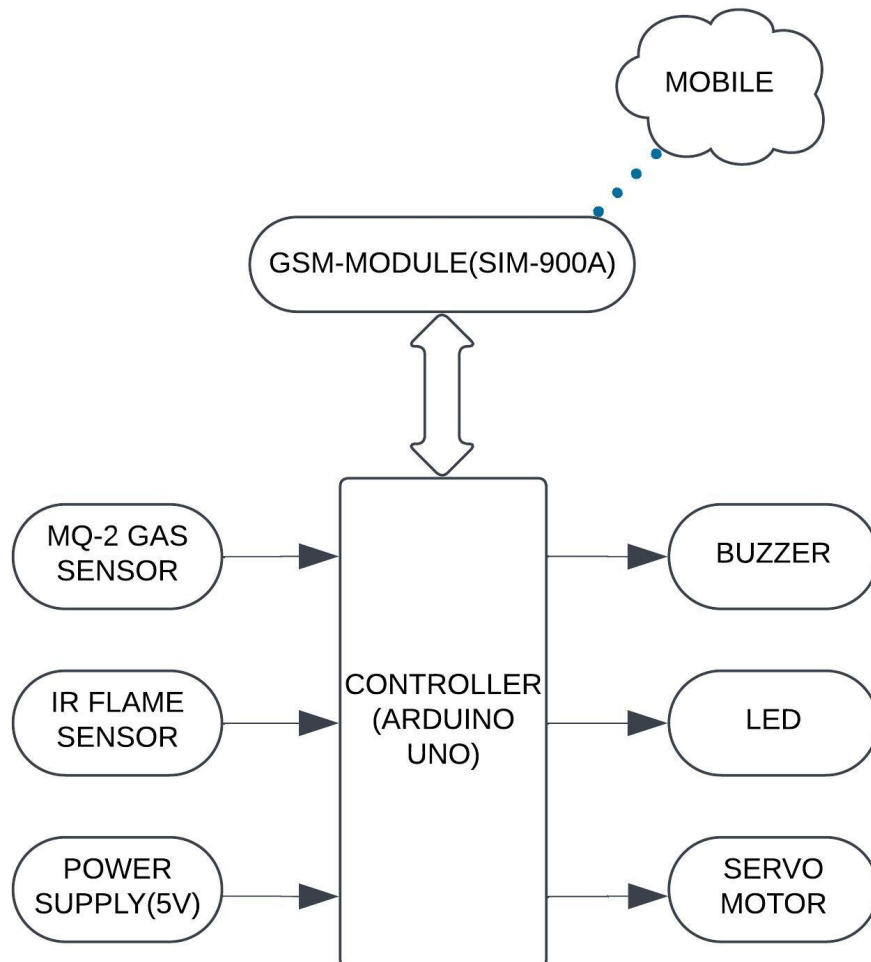 MOBILE
GSM-MODULE(SIM-900A)
MQ-2 GAS
SENSOR
IR FLAME
SENSOR
POWER
SUPPLY(5V)
CONTROLLER
(ARDUINO
UNO)
BUZZER
LED
SERVO
MOTOR